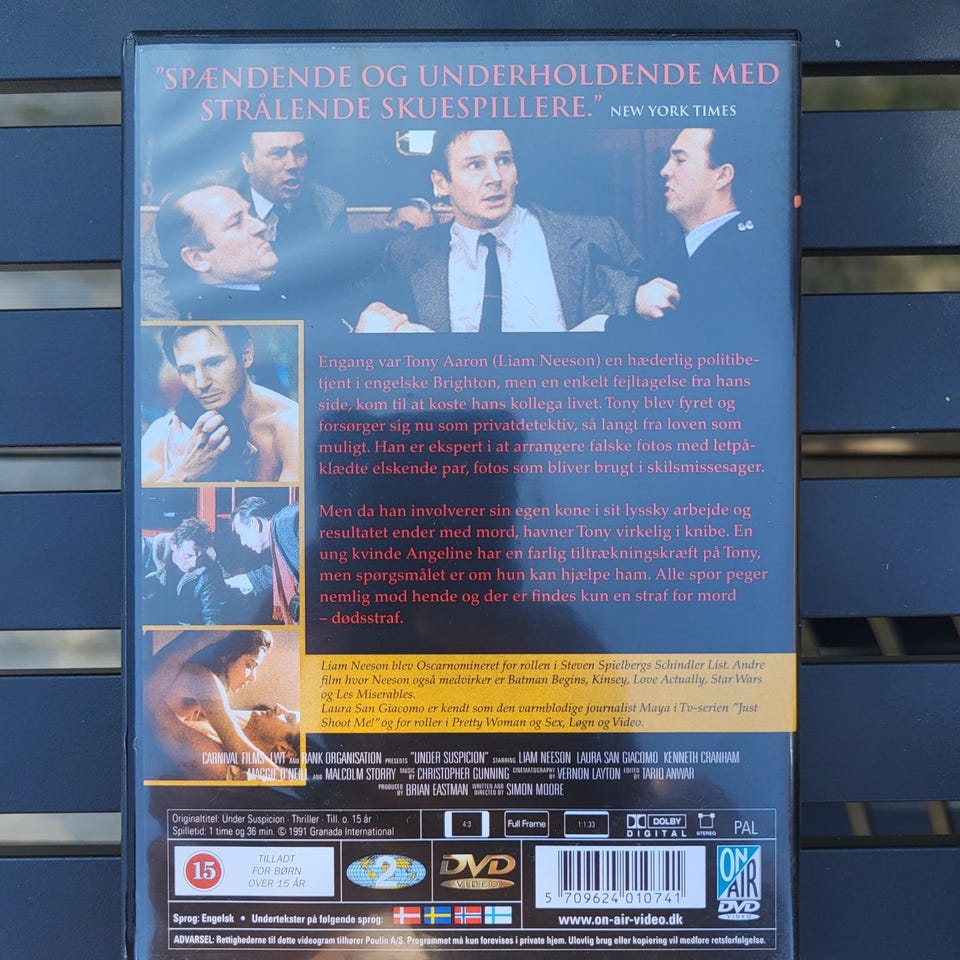 "SPÆNDENDE OG UNDERHOLDENDE MED
STRÅLENDE SKUESPILLERE." NEW YORK TIMES
Engang var Tony Aaron (Liam Neeson) en hæderlig politibe-
tjent i engelske Brighton, men en enkelt fejltagelse fra hans
side, kom til at koste hans kollega livet. Tony blev fyret og
forsørger sig nu som privatdetektiv, så langt fra loven som
muligt. Han er ekspert i at arrangere falske fotos med letpå-
klædte elskende par, fotos som bliver brugt i skilsmissesager.
Men da han involverer sin egen kone i sit lyssky arbejde og
resultatet ender med mord, havner Tony virkelig i knibe. En
ung kvinde Angeline har en farlig tiltrækningskræft på Tony,
men spørgsmålet er om hun kan hjælpe ham. Alle spor peger
nemlig mod hende og der er findes kun en straf for mord
– dødsstraf.
Liam Neeson blev Oscarnomineret for rollen i Steven Spielbergs Schindler List. Andre
film hvor Neeson også medvirker er Batman Begins, Kinsey, Love Actually, Star Wars
og Les Miserables.
Laura San Giacomo er kendt som den varmblodige journalist Maya i Tv-serien "Just
Shoot Me!" og for roller i Pretty Woman og Sex, Løgn og Video.
CARNIVAL FILMS, LWT AND RANK ORGANISATION PRESENTS "UNDER SUSPICION" STARRING LIAM NEESON LAURA SAN GIACOMO KENNETH CRANHAM
MAGGIE O'NEILL AND MALCOLM STORRY MUSIC BY CHRISTOPHER GUNNING CINEMATOGRAPHY BY VERNON LAYTON EDITED BY TARIQ ANWAR
PRODUCED BY BRIAN EASTMAN WRITTEN AND DIRECTED BY SIMON MOORE
Originaltitel: Under Suspicion · Thriller · Till. o. 15 år
Spilletid: 1 time og 36 min. © 1991 Granada International
4:3
Full Frame
1:1.33
DOLBY
DIGITAL
STEREO
PAL
15
TILLADT
FOR BØRN
OVER 15 ÅR
2
DVD
VIDEO
5 709624 010741
www.on-air-video.dk
ON
AIR
DVD
VIDEO
Sprog: Engelsk • Undertekster på følgende sprog:
ADVARSEL: Rettighederne til dette videogram tilhører Poulin A/S. Programmet må kun forevises i private hjem. Ulovlig brug eller kopiering vil medføre retsforfølgelse.